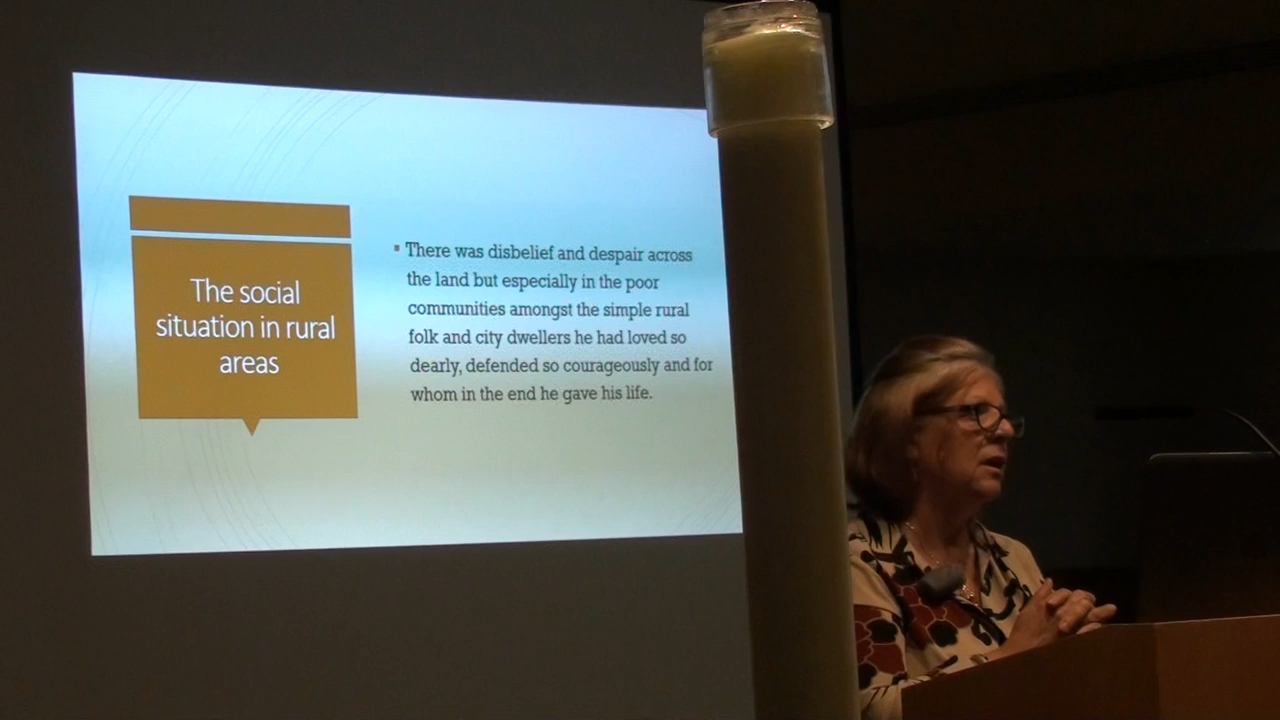 The social
situation in rural
areas
There was disbelief and despair across
the land but especially in the poor
communities amongst the simple rural
folk and city dwellers he had loved so
dearly, defended so courageously and for
whom in the end he gave his life.